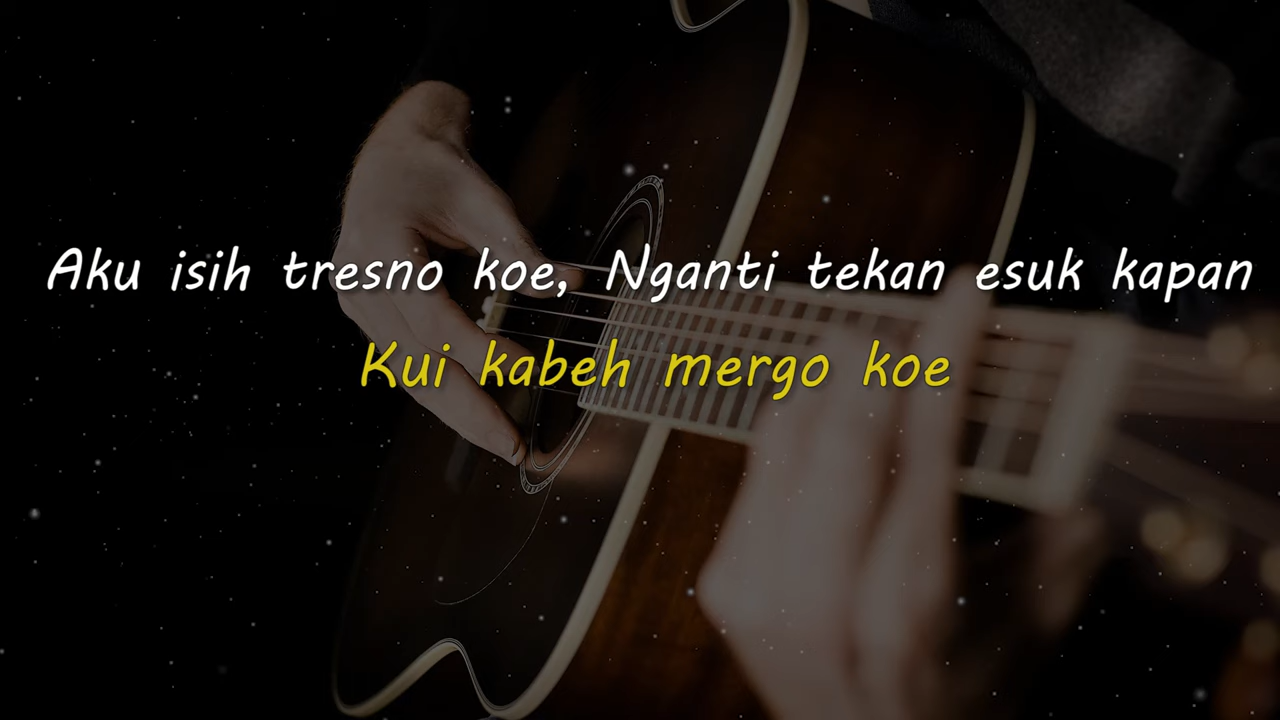 Aku isih tresno koe, Nganti tekan esuk kapan
Kui kabeh mergo koe